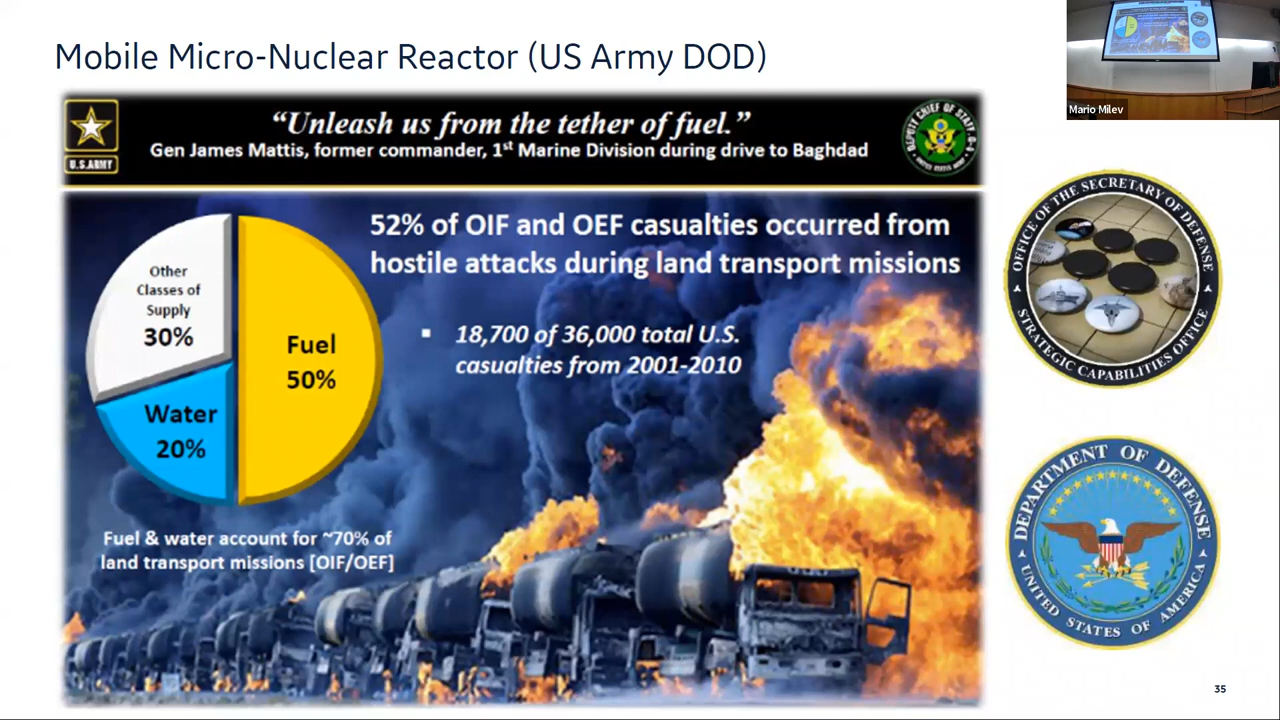 Mobile Micro-Nuclear Reactor (US Army DOD)
Mario Milev
“Unleash us from the tether of fuel.”
Gen James Mattis, former commander, 1st Marine Division during drive to Baghdad
U.S.ARMY
52% of OIF and OEF casualties occurred from
hostile attacks during land transport missions
▪ 18,700 of 36,000 total U.S.
casualties from 2001-2010
Other
Classes of
Supply
30%
Fuel
50%
Water
20%
Fuel & water account for ~70% of
land transport missions [OIF/OEF]
OFFICE OF THE SECRETARY OF DEFENSE
STRATEGIC CAPABILITIES OFFICE
DEPARTMENT OF DEFENSE
UNITED STATES OF AMERICA
35